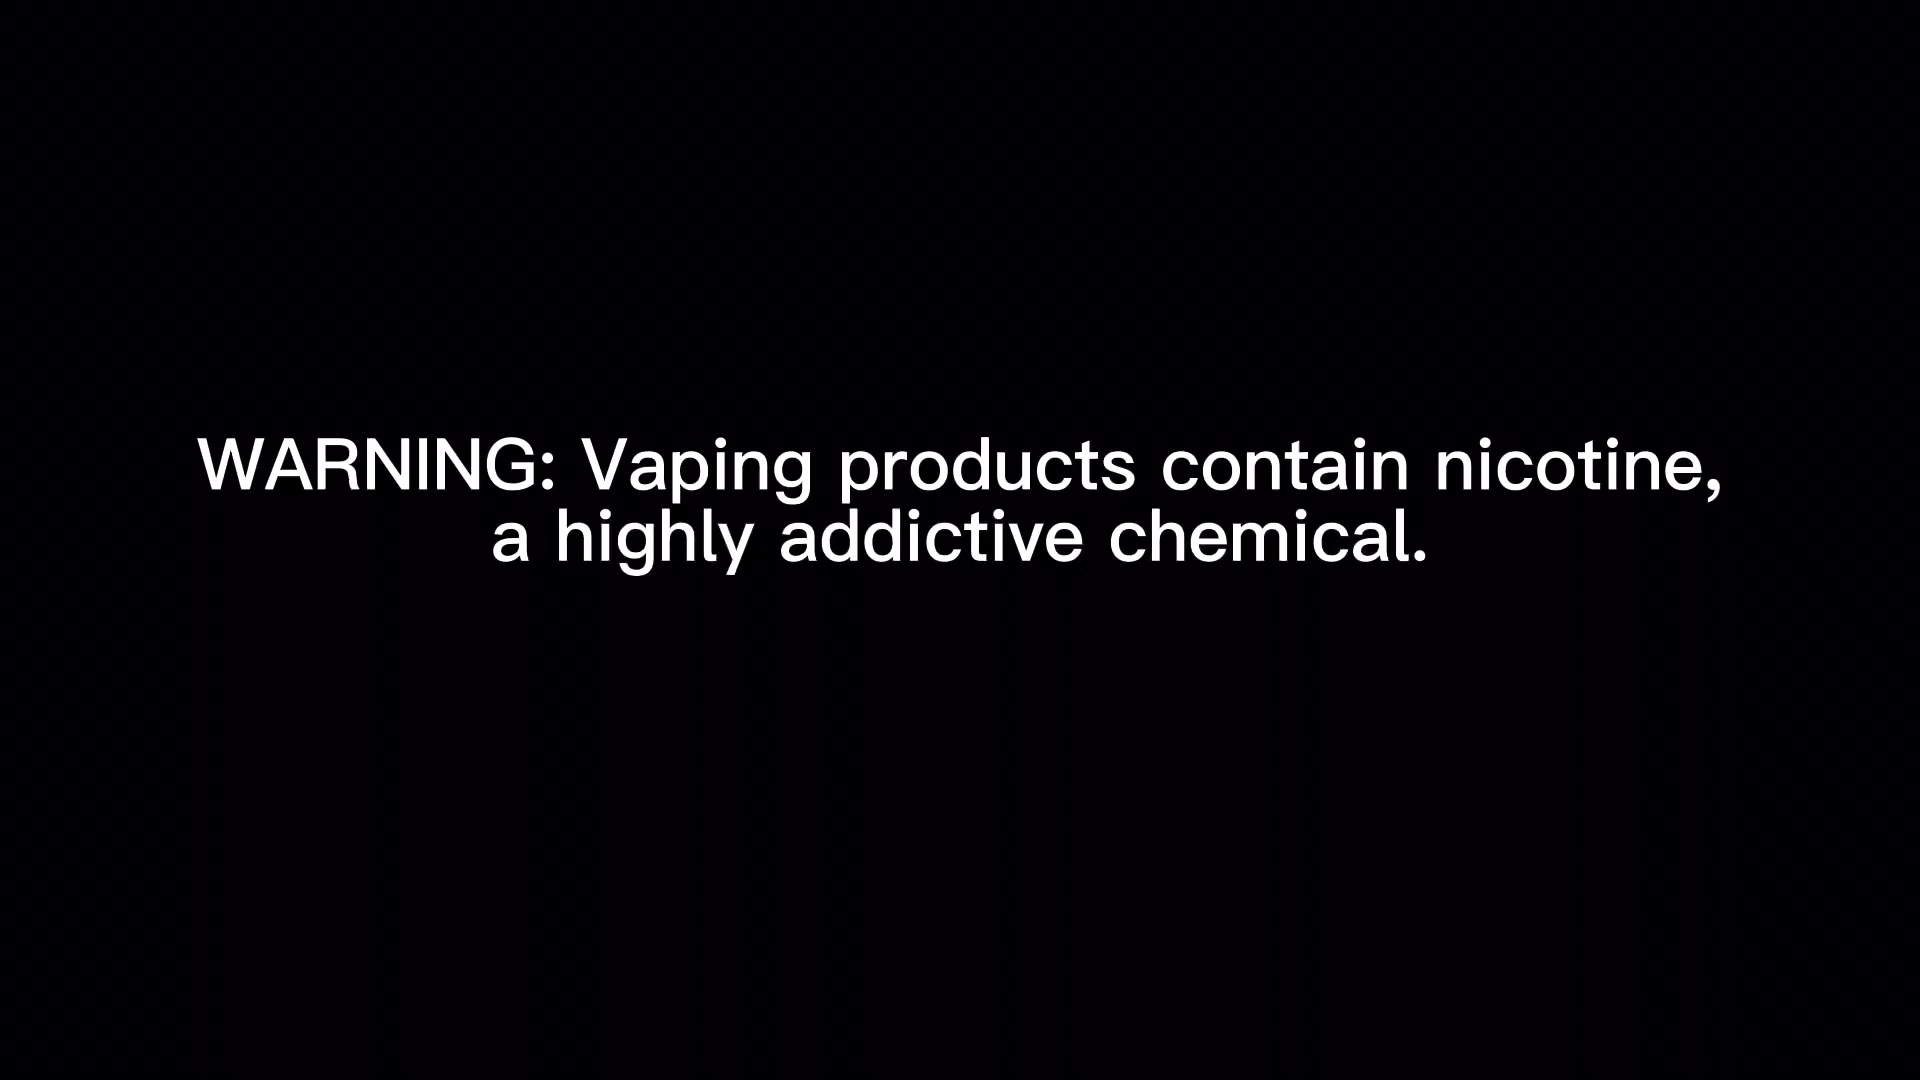 WARNING: Vaping products contain nicotine,
a highly addictive chemical.